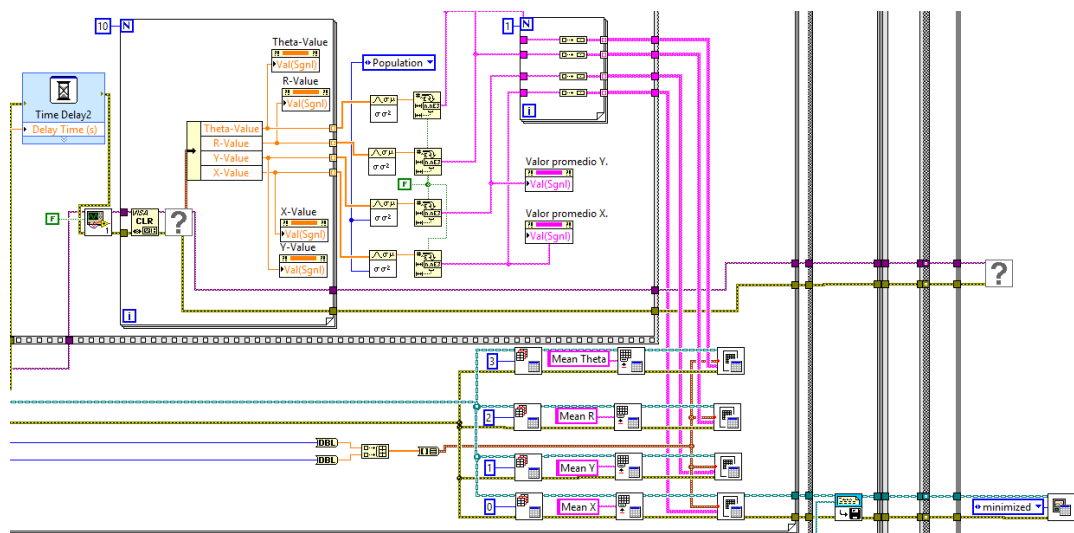 10
N
Theta-Value
Val(Sgnl)
R-Value
Val(Sgnl)
Population
1
N
i
Time Delay2
Delay Time (s)
Theta-Value
R-Value
Y-Value
X-Value
F
F
VISA
CLR
?
X-Value
Val(Sgnl)
Y-Value
Val(Sgnl)
i
Valor promedio Y.
Val(Sgnl)
Valor promedio X.
Val(Sgnl)
?
3
Mean Theta
2
Mean R
DBL
DBL
1
Mean Y
0
Mean X
minimized